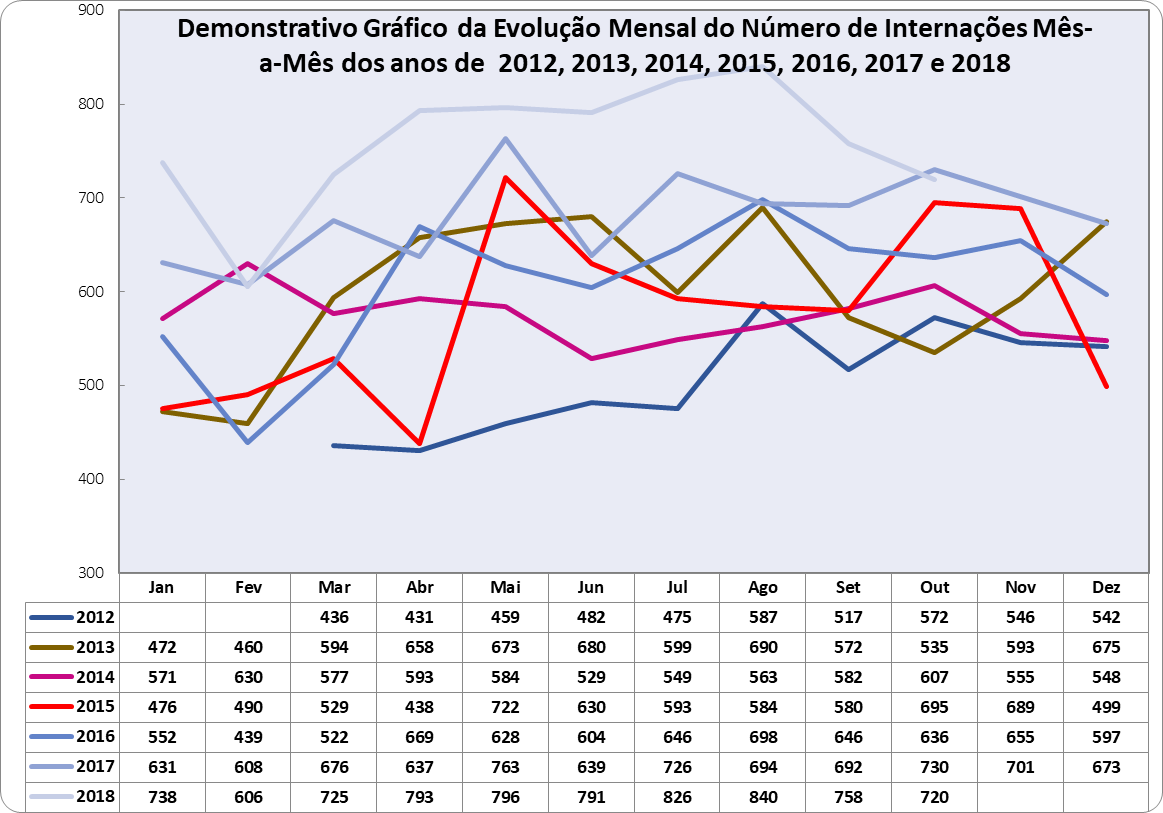 Demonstrativo Gráfico da Evolução Mensal do Número de Internações Mês-
a-Mês dos anos de 2012, 2013, 2014, 2015, 2016, 2017 e 2018
900
800
700
600
500
400
300
Jan Fev Mar Abr Mai Jun Jul Ago Set Out Nov Dez
2012 436 431 459 482 475 587 517 572 546 542
2013 472 460 594 658 673 680 599 690 572 535 593 675
2014 571 630 577 593 584 529 549 563 582 607 555 548
2015 476 490 529 438 722 630 593 584 580 695 689 499
2016 552 439 522 669 628 604 646 698 646 636 655 597
2017 631 608 676 637 763 639 726 694 692 730 701 673
2018 738 606 725 793 796 791 826 840 758 720